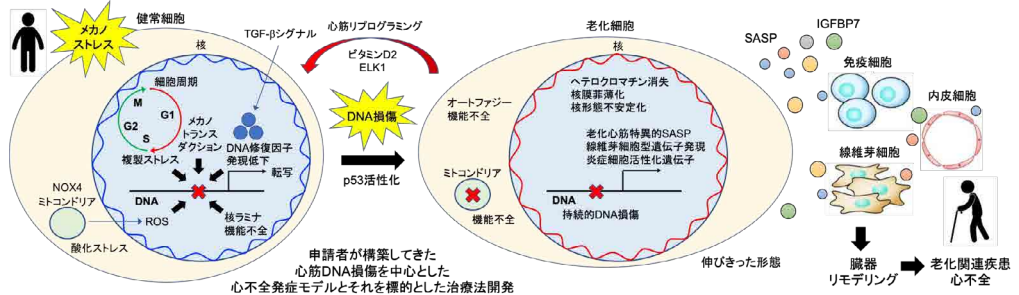 健常細胞
メカノ
ストレス
核
TGF-βシグナル
細胞周期
M
G1
G2
S
メカノ
トランス
ダクション
複製ストレス
DNA修復因子
発現低下
転写
DNA
NOX4
ミトコンドリア
ROS
酸化ストレス
核ラミナ
機能不全
心筋リプログラミング
ビタミンD2
ELK1
DNA損傷
p53活性化
申請者が構築してきた
心筋DNA損傷を中心とした
心不全発症モデルとそれを標的とした治療法開発
老化細胞
核
ヘテロクロマチン消失
核膜菲薄化
核形態不安定化
オートファジー
機能不全
老化心筋特異的SASP
線維芽細胞型遺伝子発現
炎症細胞活性化遺伝子
ミトコンドリア
機能不全
DNA
持続的DNA損傷
伸びきった形態
IGFBP7
SASP
免疫細胞
内皮細胞
線維芽細胞
臓器
リモデリング
老化関連疾患
心不全